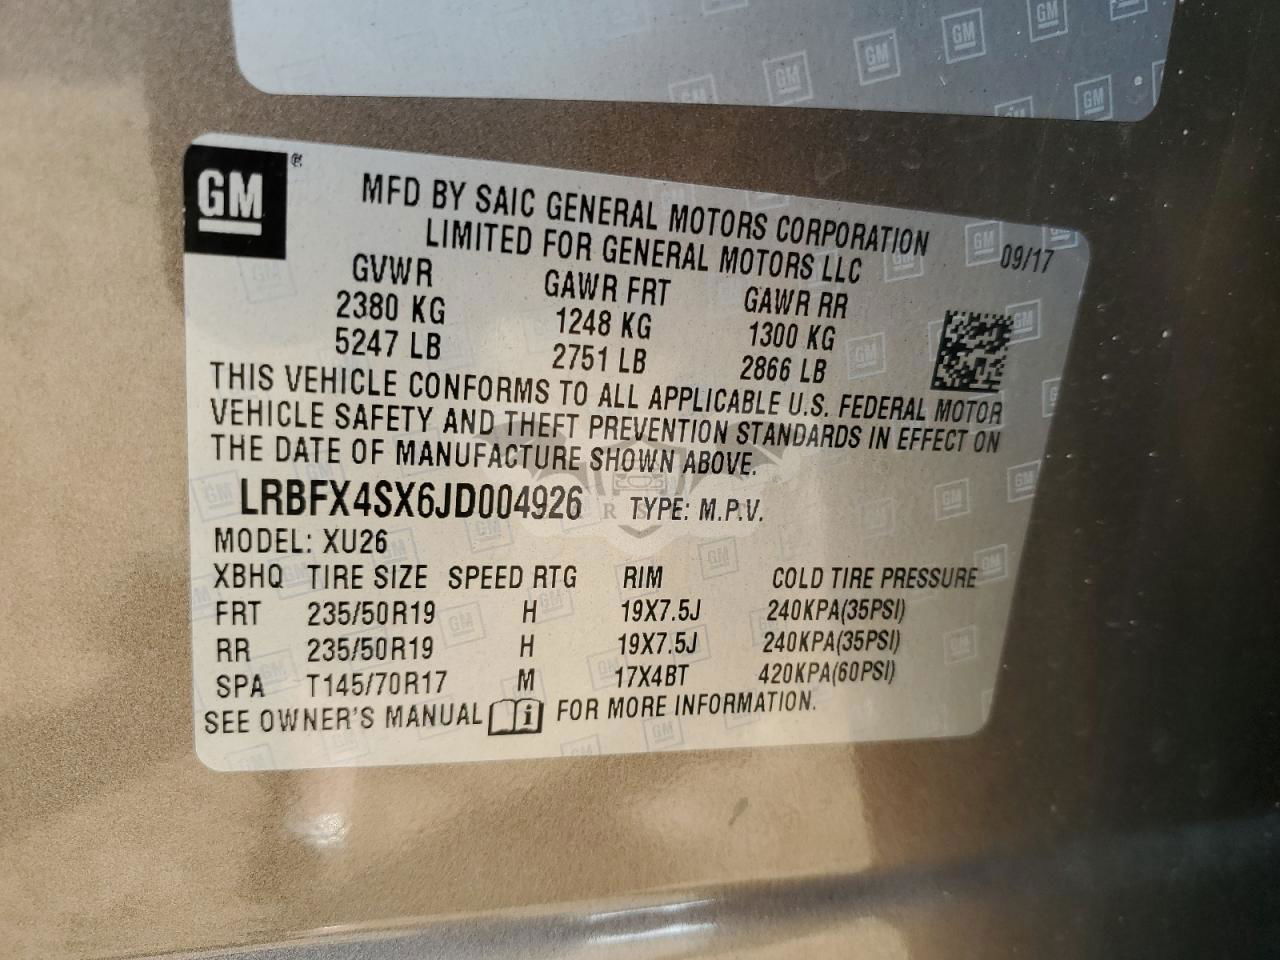 GM
MFD BY SAIC GENERAL MOTORS CORPORATION
LIMITED FOR GENERAL MOTORS LLC
09/17
GVWR GAWR FRT GAWR RR
2380 KG 1248 KG 1300 KG
5247 LB 2751 LB 2866 LB
THIS VEHICLE CONFORMS TO ALL APPLICABLE U.S. FEDERAL MOTOR
VEHICLE SAFETY AND THEFT PREVENTION STANDARDS IN EFFECT ON
THE DATE OF MANUFACTURE SHOWN ABOVE.
LRBFX4SX6JD004926 TYPE: M.P.V.
MODEL: XU26
XBHQ TIRE SIZE SPEED RTG RIM COLD TIRE PRESSURE
FRT 235/50R19 H 19X7.5J 240KPA(35PSI)
RR 235/50R19 H 19X7.5J 240KPA(35PSI)
SPA T145/70R17 M 17X4BT 420KPA(60PSI)
SEE OWNER'S MANUAL FOR MORE INFORMATION.